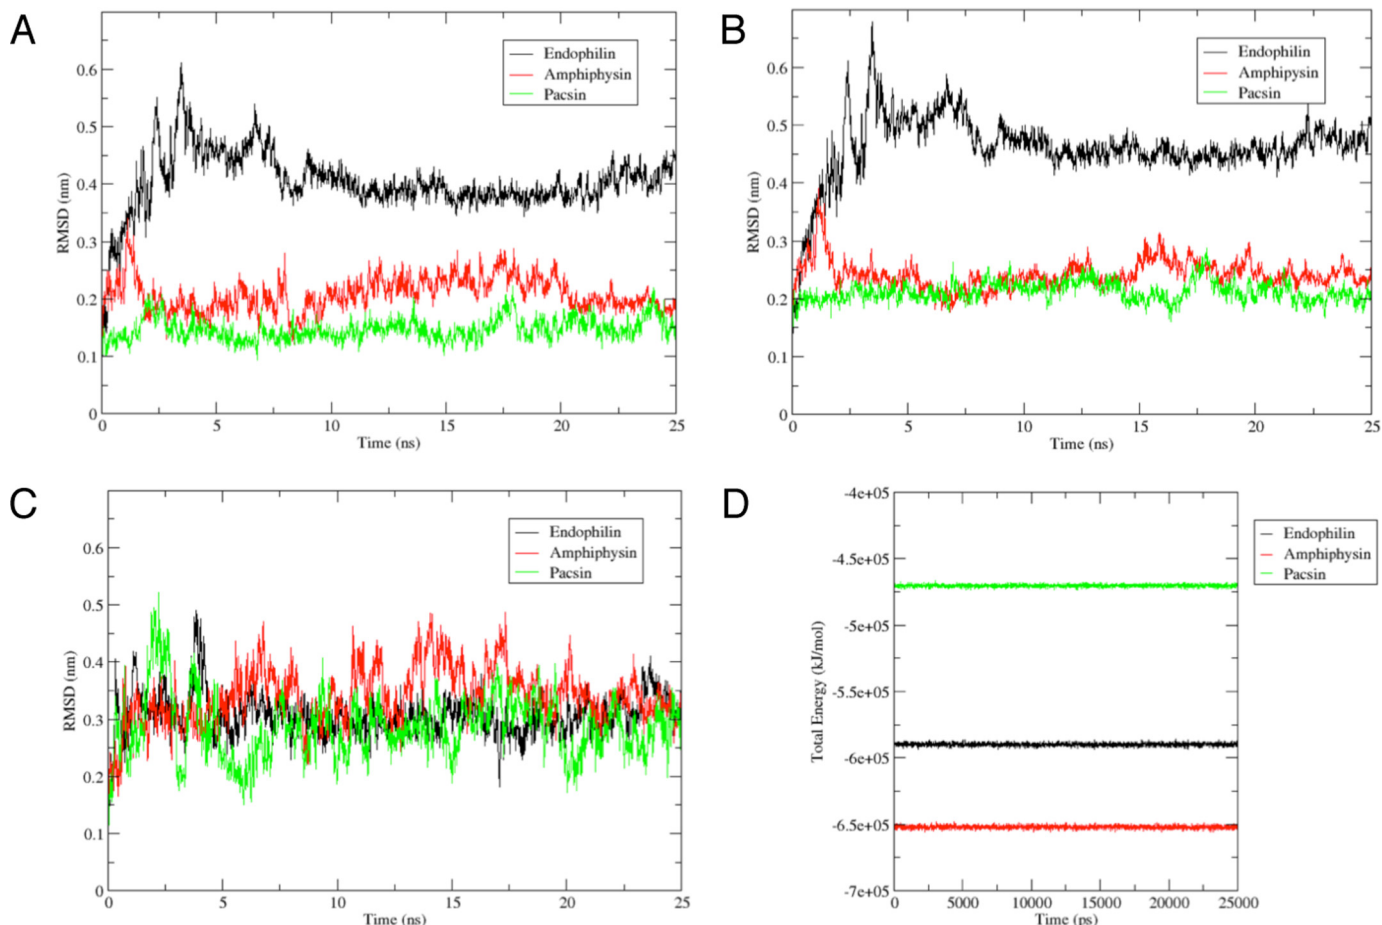 A
0.6
0.5
0.4
0.3
0.2
0.1
0
RMSD (nm)
Endophilin
Amphiphysin
Pacsin
0 5 10 15 20 25
Time (ns)
B
0.6
0.5
0.4
0.3
0.2
0.1
0
RMSD (nm)
Endophilin
Amphipysin
Pacsin
0 5 10 15 20 25
Time (ns)
C
0.6
0.5
0.4
0.3
0.2
0.1
0
RMSD (nm)
Endophilin
Amphiphysin
Pacsin
0 5 10 15 20 25
Time (ns)
D
-4e+05
-4.5e+05
-5e+05
-5.5e+05
-6e+05
-6.5e+05
-7e+05
Total Energy (kJ/mol)
Endophilin
Amphiphysin
Pacsin
0 5000 10000 15000 20000 25000
Time (ps)